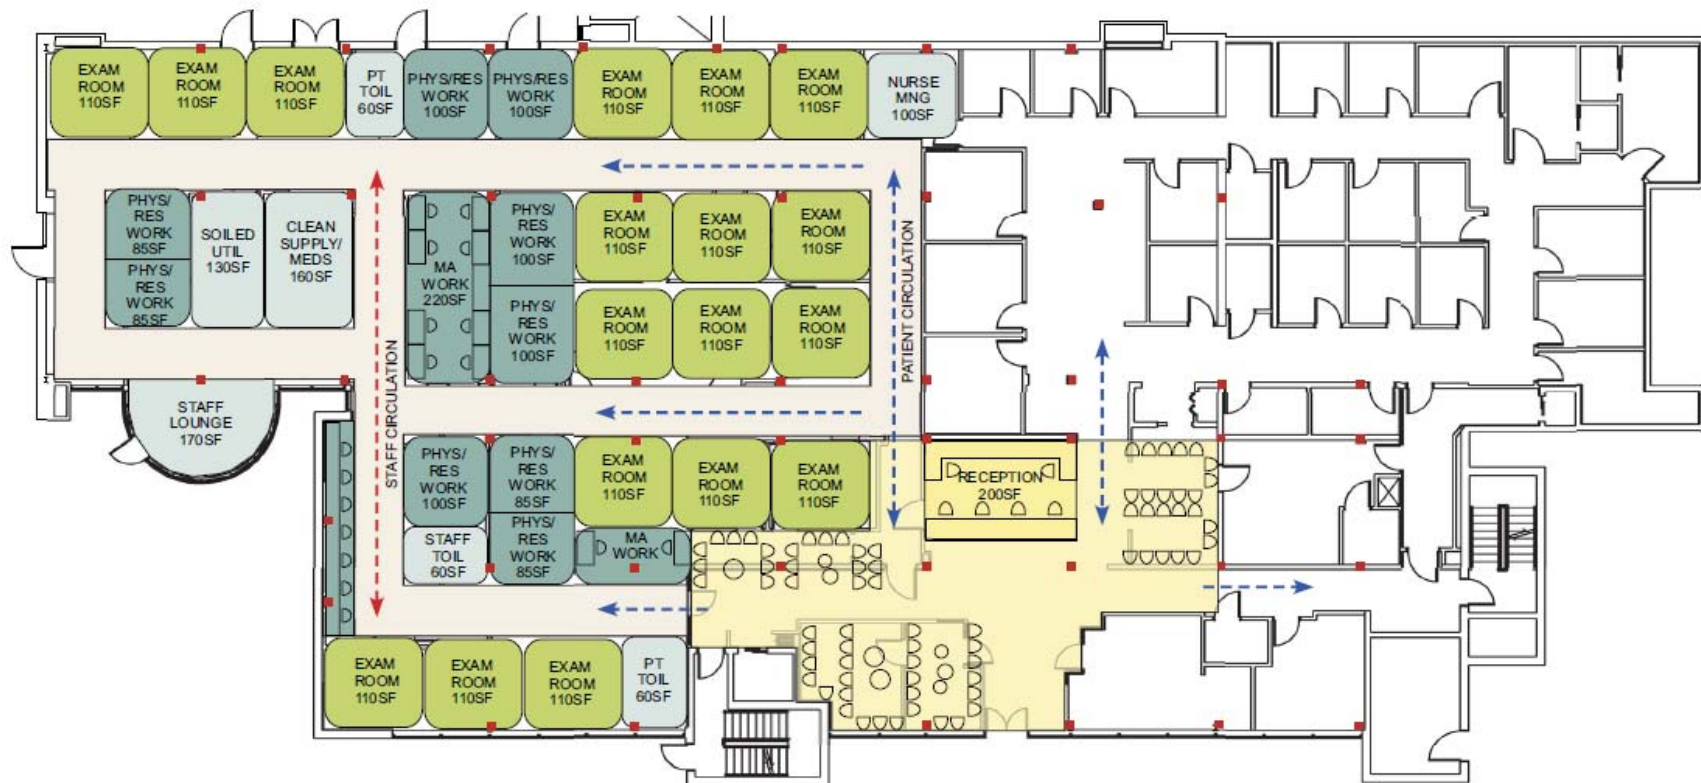 EXAM
ROOM
110SF
EXAM
ROOM
110SF
EXAM
ROOM
110SF
PT
TOIL
60SF
PHYS/RES
WORK
100SF
PHYS/RES
WORK
100SF
EXAM
ROOM
110SF
EXAM
ROOM
110SF
EXAM
ROOM
110SF
NURSE
MNG
100SF
PHYS/
RES
WORK
85SF
PHYS/
RES
WORK
85SF
SOILED
UTIL
130SF
CLEAN
SUPPLY/
MEDS
160SF
STAFF CIRCULATION
MA
WORK
220SF
PHYS/
RES
WORK
100SF
PHYS/
RES
WORK
100SF
EXAM
ROOM
110SF
EXAM
ROOM
110SF
EXAM
ROOM
110SF
EXAM
ROOM
110SF
EXAM
ROOM
110SF
EXAM
ROOM
110SF
PATIENT CIRCULATION
STAFF
LOUNGE
170SF
PHYS/
RES
WORK
100SF
PHYS/
RES
WORK
85SF
EXAM
ROOM
110SF
EXAM
ROOM
110SF
EXAM
ROOM
110SF
RECEPTION
200SF
STAFF
TOIL
60SF
PHYS/
RES
WORK
85SF
MA
WORK
EXAM
ROOM
110SF
EXAM
ROOM
110SF
EXAM
ROOM
110SF
PT
TOIL
60SF